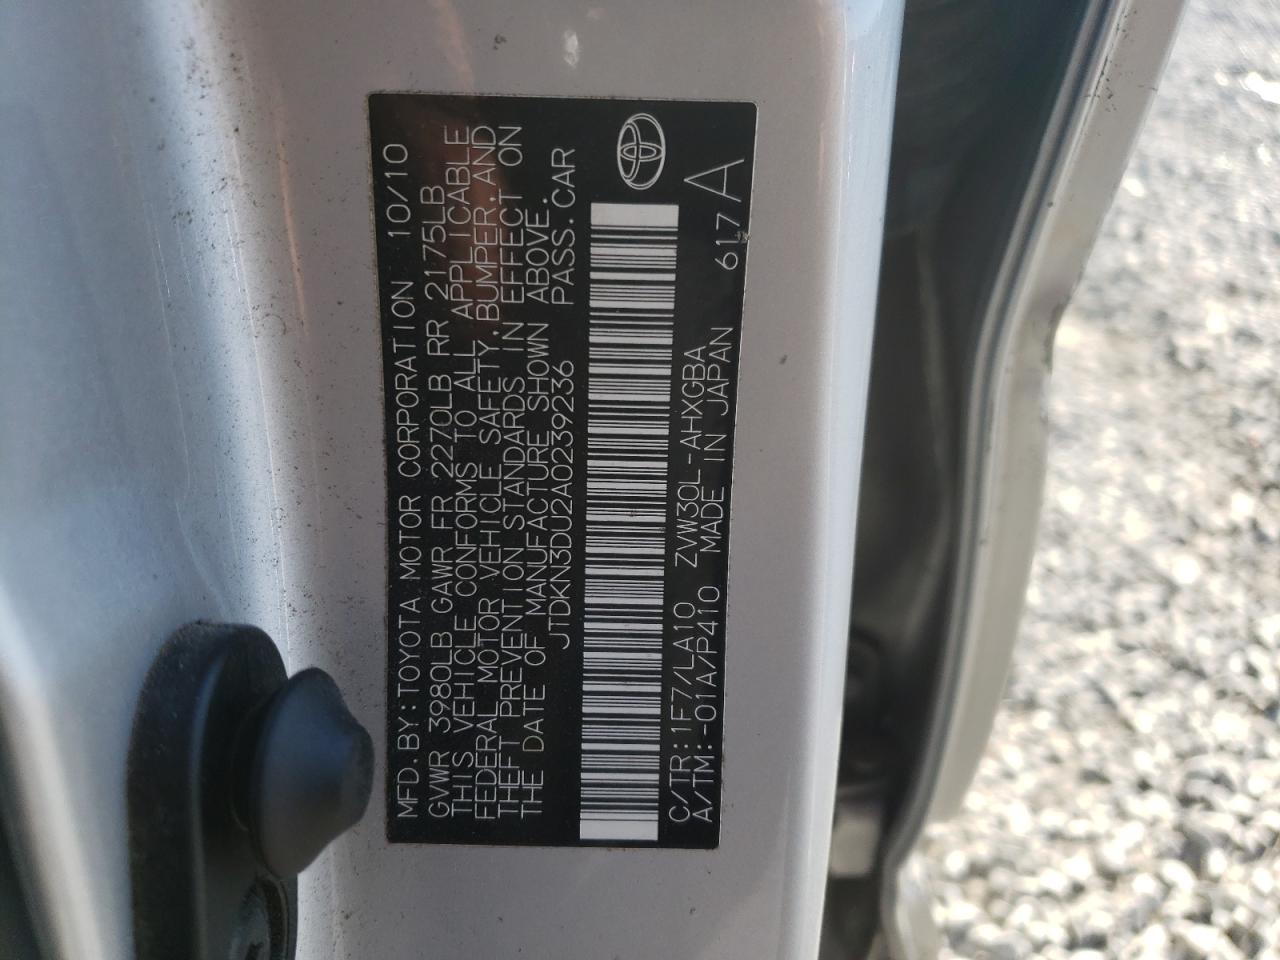 MFD. BY: TOYOTA MOTOR CORPORATION 10/10
GVWR 3980LB GAWR FR 2270LB RR 2175LB
THIS VEHICLE CONFORMS TO ALL APPLICABLE
FEDERAL MOTOR VEHICLE SAFETY, BUMPER, AND
THEFT PREVENTION STANDARDS IN EFFECT ON
THE DATE OF MANUFACTURE SHOWN ABOVE.
JTDKN3DU2A0239236 PASS. CAR
C/TR: 1F7/LA10 ZVW30L-AHXGBA 617 A
A/TM: -01A/P410 MADE IN JAPAN